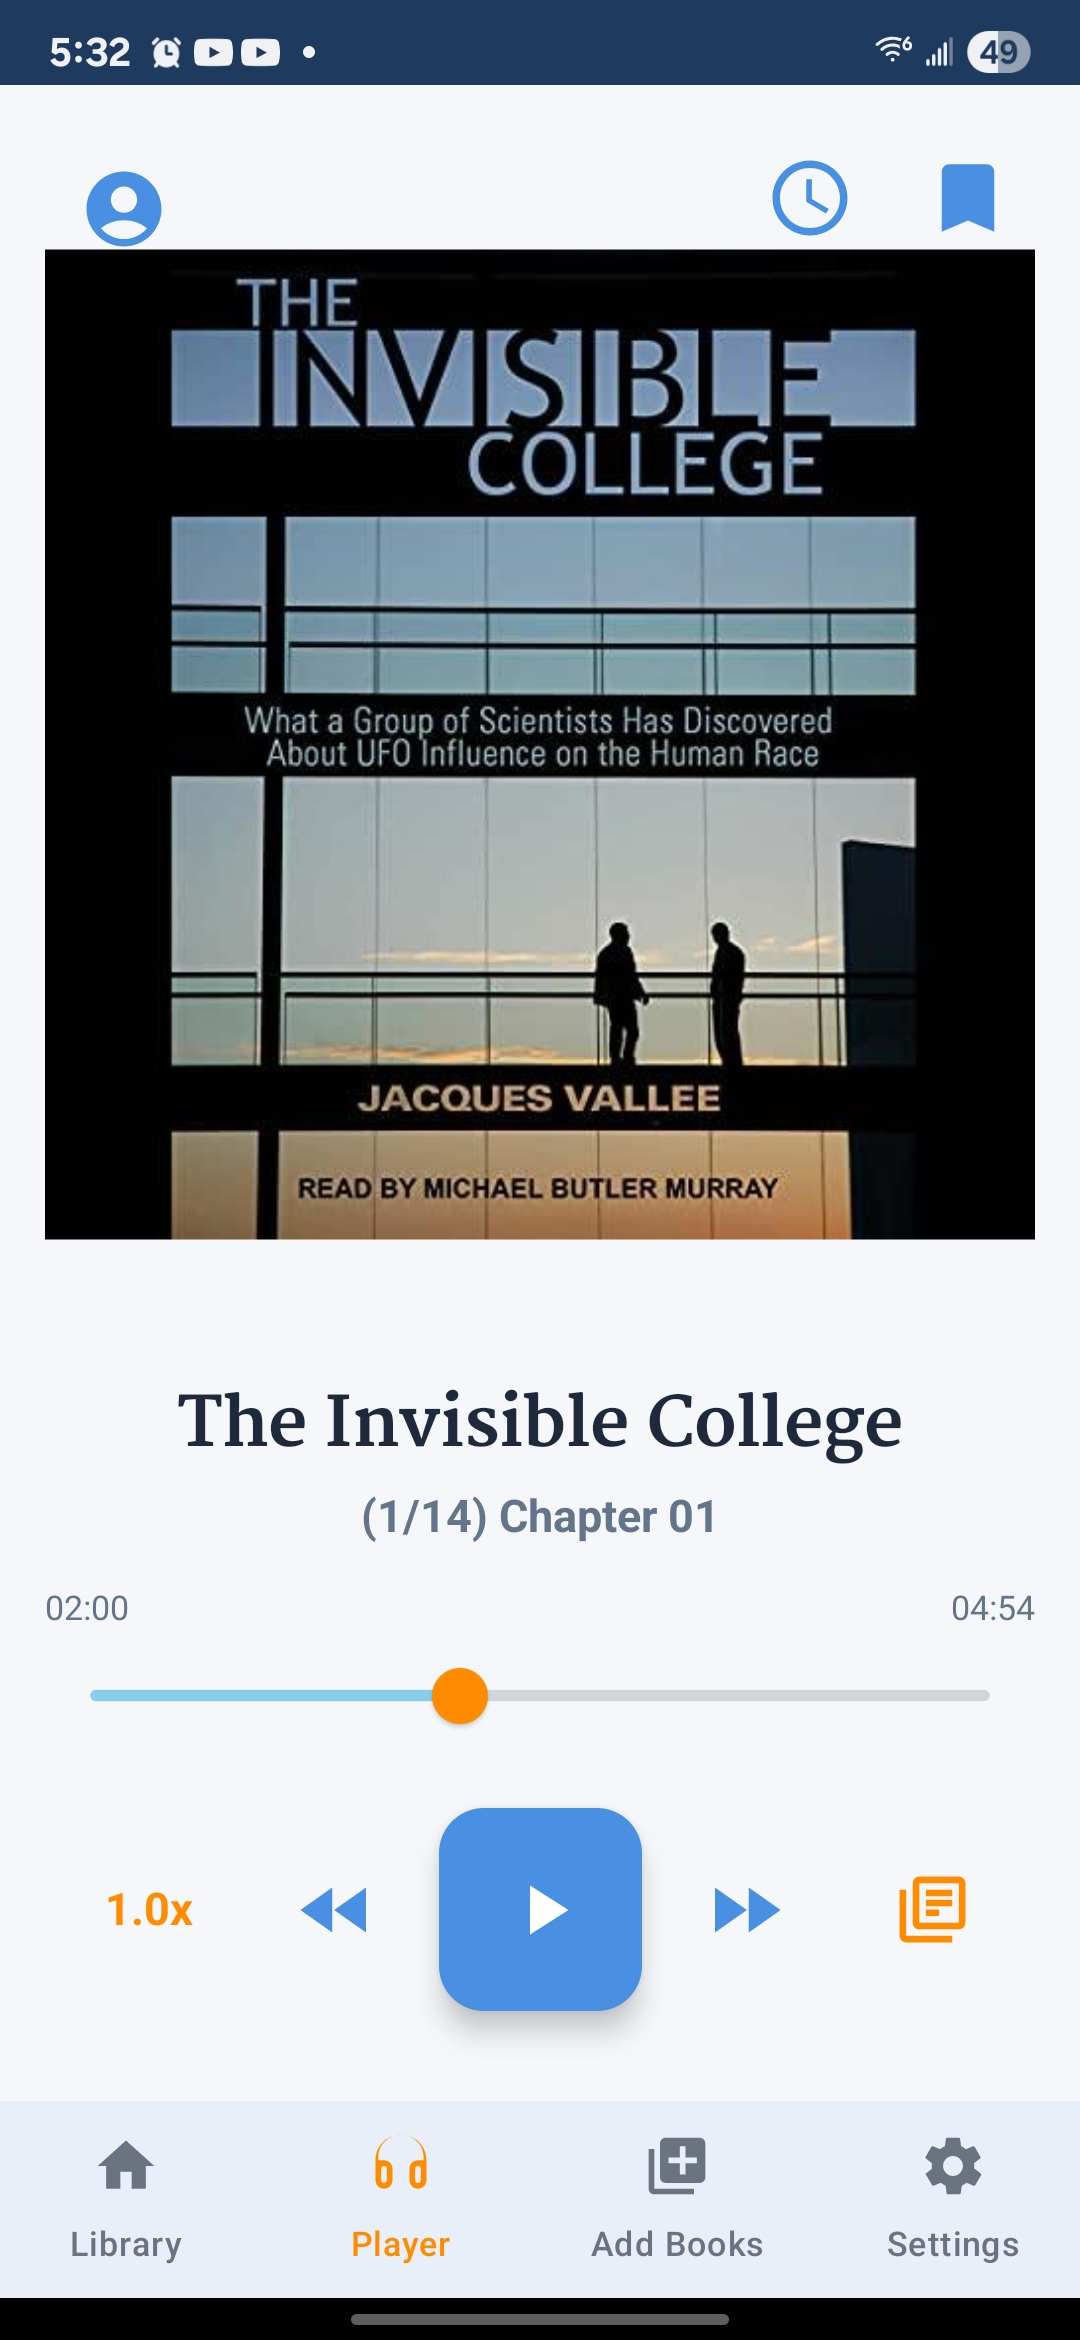 5:32
6
49
THE
INVISIBLE
COLLEGE
What a Group of Scientists Has Discovered
About UFO Influence on the Human Race
JACQUES VALLEE
READ BY MICHAEL BUTLER MURRAY
The Invisible College
(1/14) Chapter 01
02:00 04:54
1.0x
Library Player Add Books Settings